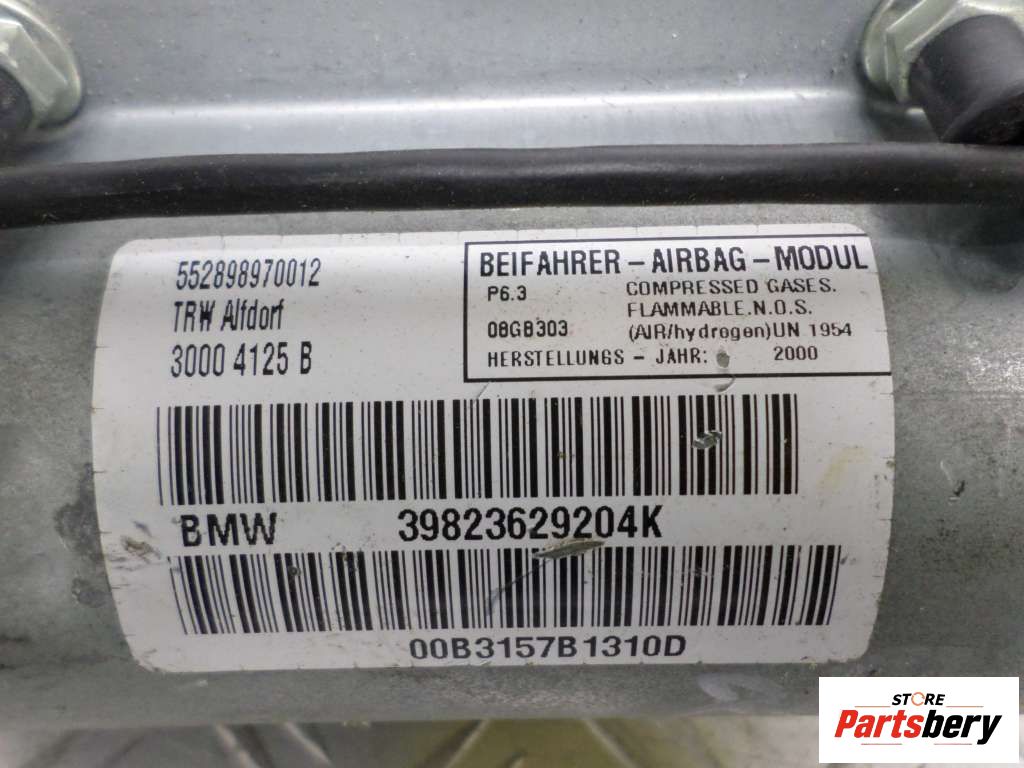 552898970012
TRW Alfdorf
3000 4125 B
BEIFAHRER - AIRBAG - MODUL
P6.3 COMPRESSED GASES.
FLAMMABLE.N.O.S.
08GB303 (AIR/hydrogen) UN 1954
HERSTELLUNGS - JAHR: 2000
BMW 39823629204K
00B3157B1310D
STORE
Partsbery